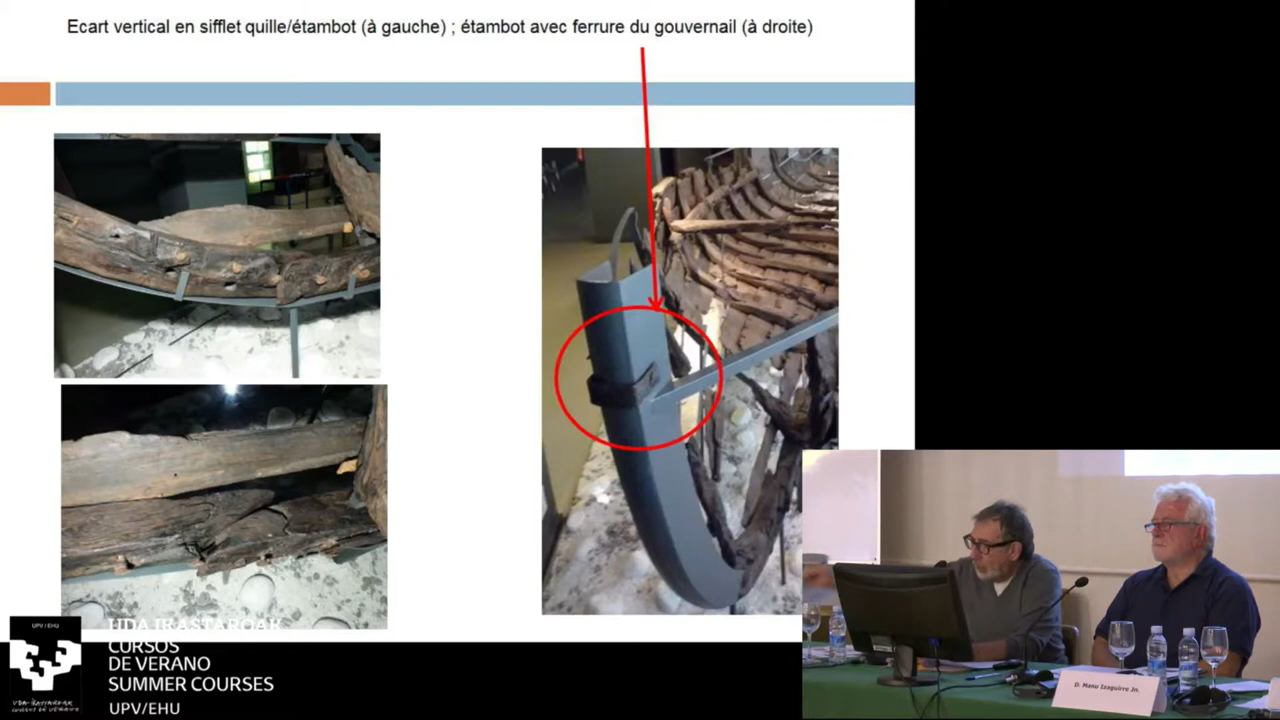 Ecart vertical en sifflet quille/étambot (à gauche) ; étambot avec ferrure du gouvernail (à droite)
UPV / EHU
UDA IKASTAROAK
CURSOS
DE VERANO
SUMMER COURSES
UPV/EHU
D. Manu Izaguirre Jn.